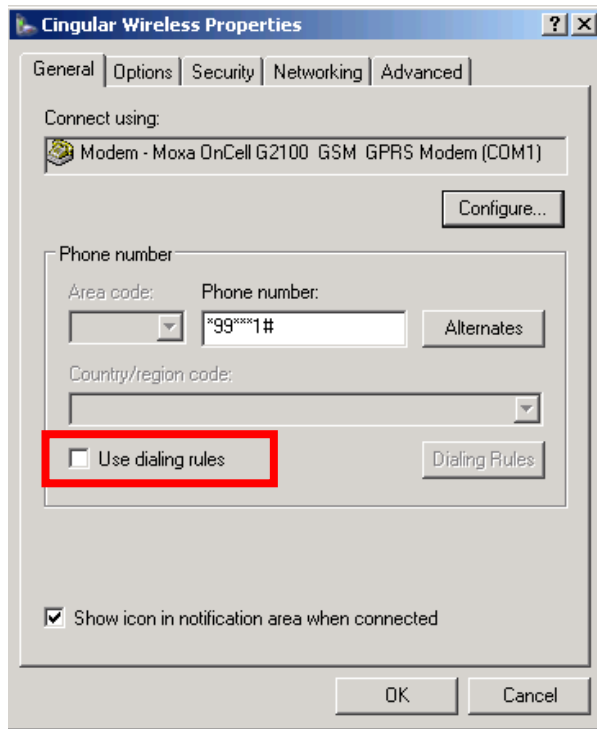 Cingular Wireless Properties
General Options Security Networking Advanced
Connect using:
Modem - Moxa OnCell G2100 GSM GPRS Modem (COM1)
Configure...
Phone number
Area code: Phone number:
*99***1# Alternates
Country/region code:
Use dialing rules Dialing Rules
Show icon in notification area when connected
OK Cancel